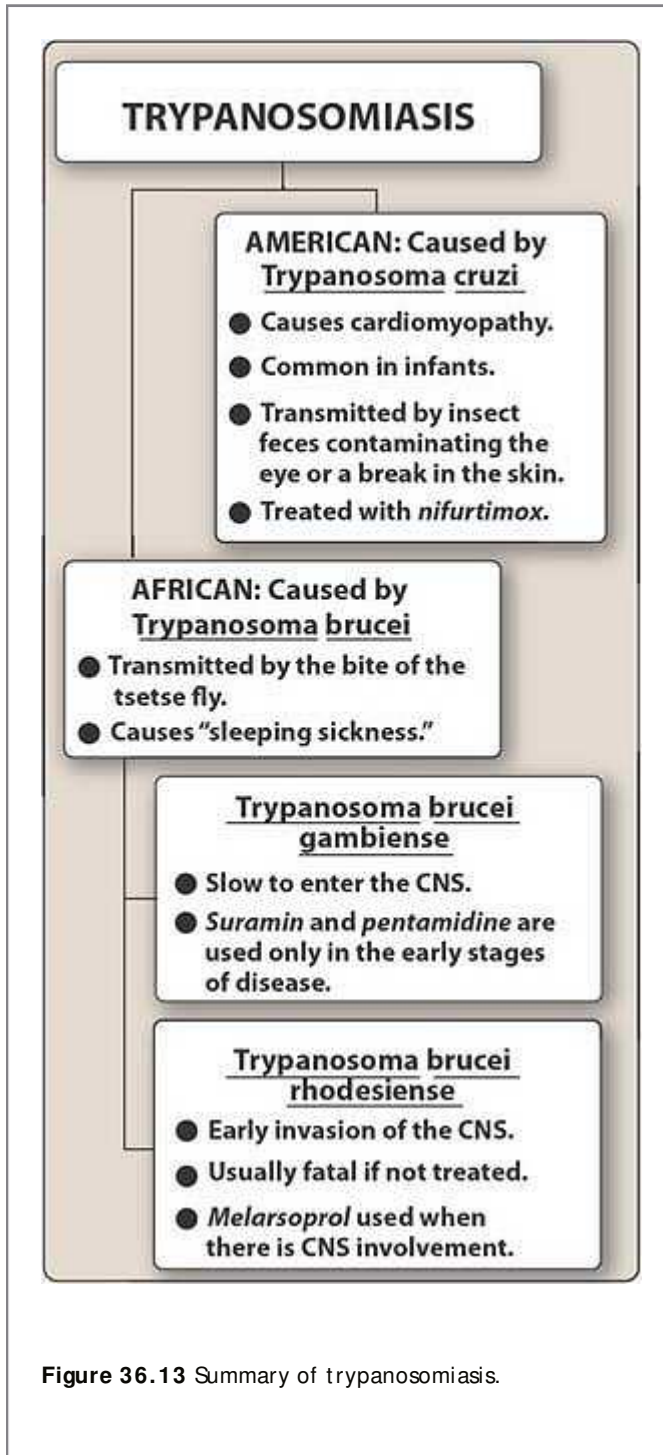 TRYPANOSOMIASIS
AMERICAN: Caused by
Trypanosoma cruzi
● Causes cardiomyopathy.
● Common in infants.
● Transmitted by insect
feces contaminating the
eye or a break in the skin.
● Treated with nifurtimox.
AFRICAN: Caused by
Trypanosoma brucei
● Transmitted by the bite of the
tsetse fly.
● Causes “sleeping sickness.”
Trypanosoma brucei
gambiense
● Slow to enter the CNS.
● Suramin and pentamidine are
used only in the early stages
of disease.
Trypanosoma brucei
rhodesiense
● Early invasion of the CNS.
● Usually fatal if not treated.
● Melarsoprol used when
there is CNS involvement.
Figure 36.13 Summary of trypanosomiasis.